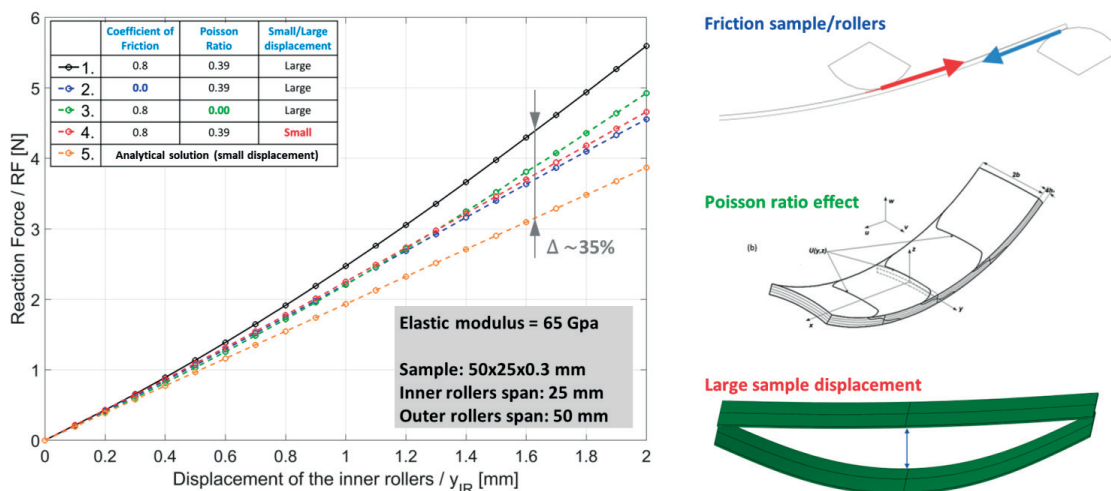 Coefficient of Friction
Poisson Ratio
Small/Large displacement
1. 0.8 0.39 Large
2. 0.0 0.39 Large
3. 0.8 0.00 Large
4. 0.8 0.39 Small
5. Analytical solution (small displacement)
Reaction Force / RF [N]
6
5
4
3
2
1
0
Δ ~35%
Elastic modulus = 65 Gpa
Sample: 50x25x0.3 mm
Inner rollers span: 25 mm
Outer rollers span: 50 mm
0 0.2 0.4 0.6 0.8 1 1.2 1.4 1.6 1.8 2
Displacement of the inner rollers / y_IR [mm]
Friction sample/rollers
Poisson ratio effect
(b)
w
u
v
U(y,z)
z
x
y
2b
Large sample displacement